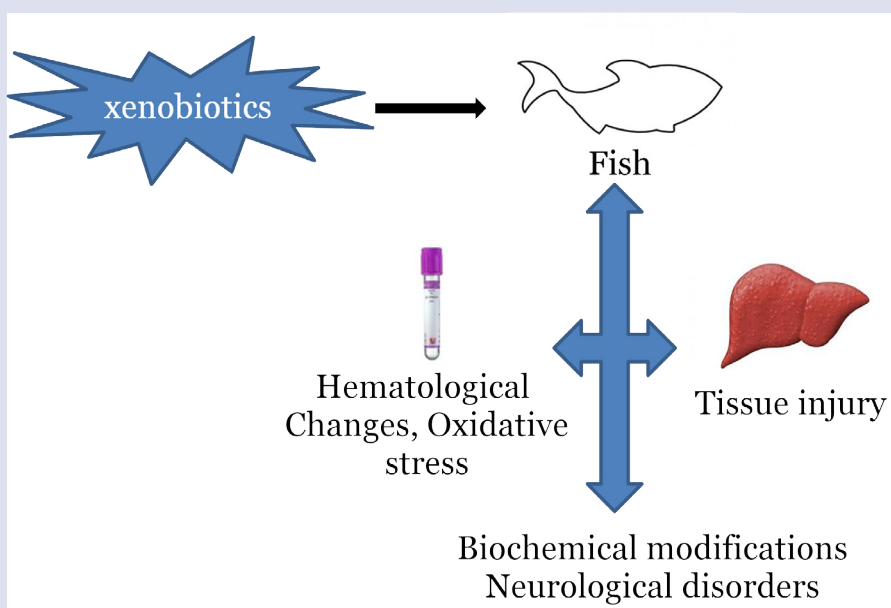 xenobiotics
Fish
Hematological
Changes, Oxidative
stress
Tissue injury
Biochemical modifications
Neurological disorders